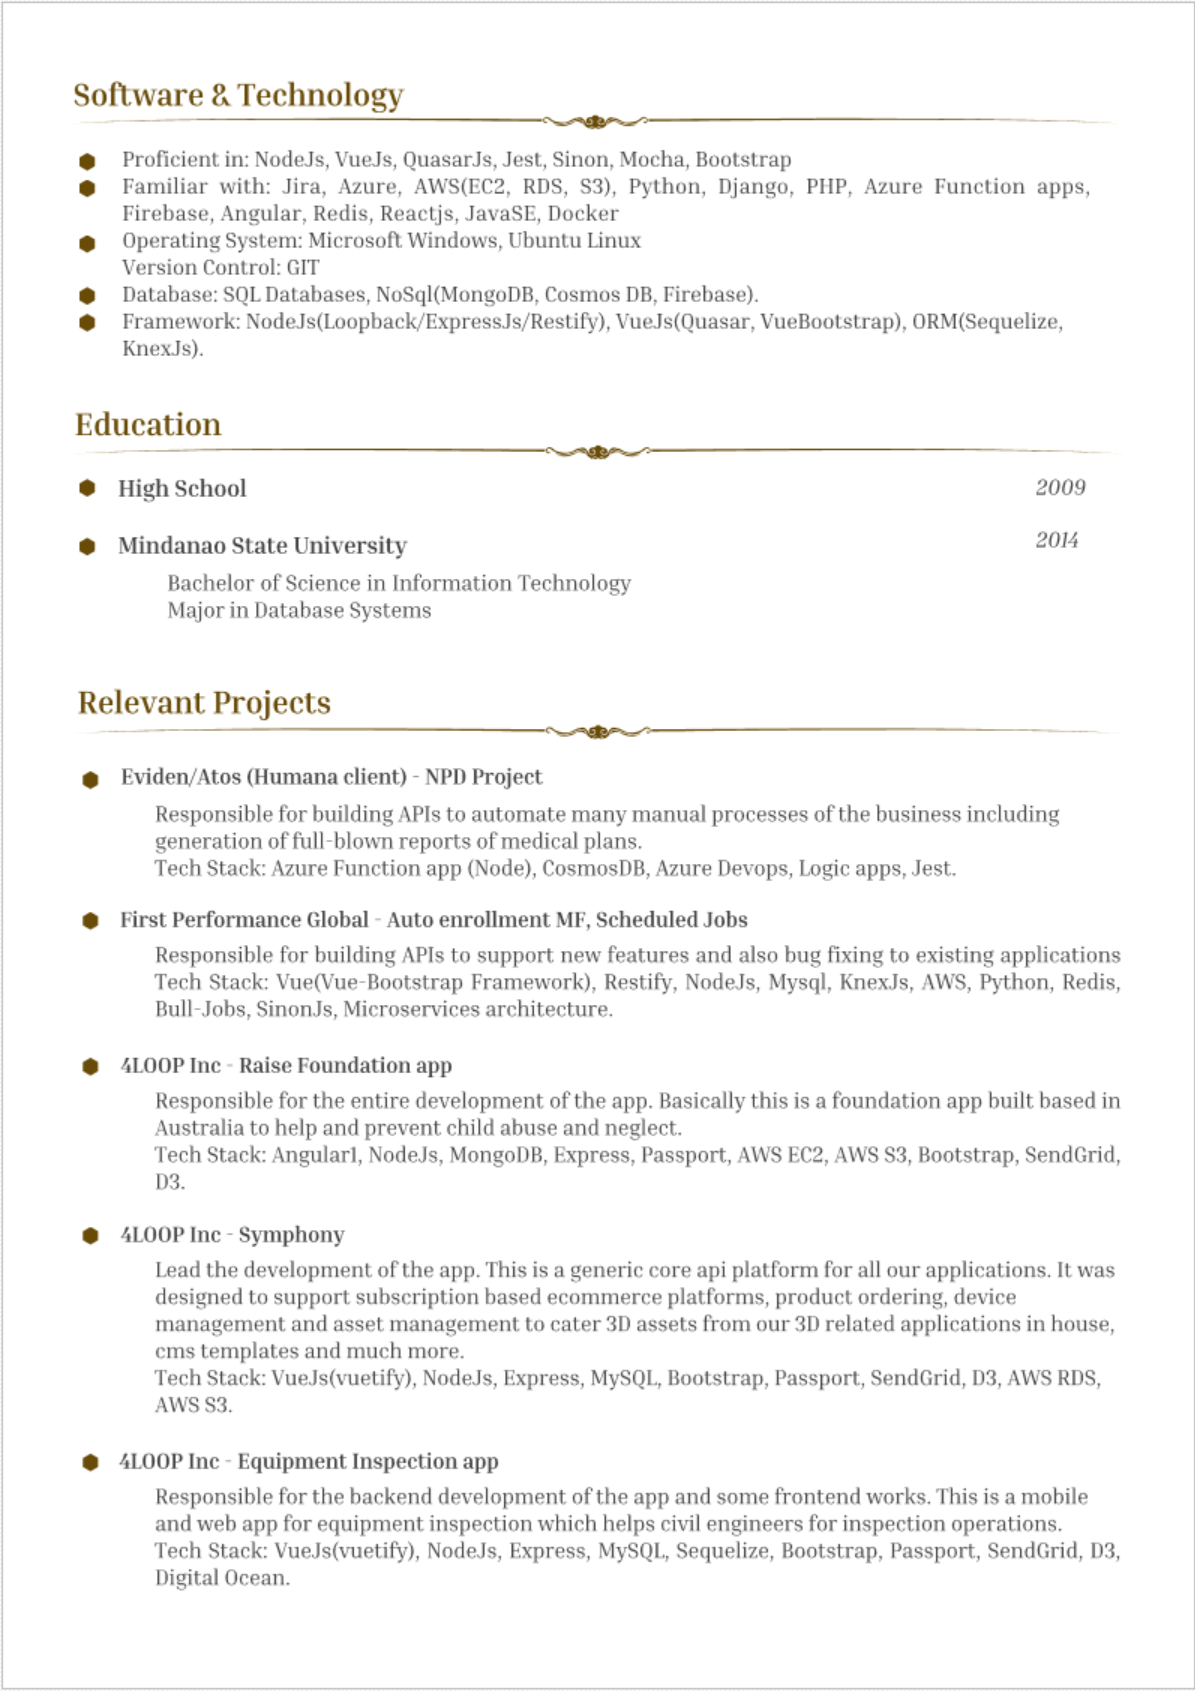 Software & Technology
Proficient in: NodeJs, VueJs, QuasarJs, Jest, Sinon, Mocha, Bootstrap
Familiar with: Jira, Azure, AWS(EC2, RDS, S3), Python, Django, PHP, Azure Function apps,
Firebase, Angular, Redis, Reactjs, JavaSE, Docker
Operating System: Microsoft Windows, Ubuntu Linux
Version Control: GIT
Database: SQL Databases, NoSql(MongoDB, Cosmos DB, Firebase).
Framework: NodeJs(Loopback/ExpressJs/Restify), VueJs(Quasar, VueBootstrap), ORM(Sequelize,
KnexJs).
Education
High School 2009
Mindanao State University 2014
Bachelor of Science in Information Technology
Major in Database Systems
Relevant Projects
Eviden/Atos (Humana client) - NPD Project
Responsible for building APIs to automate many manual processes of the business including
generation of full-blown reports of medical plans.
Tech Stack: Azure Function app (Node), CosmosDB, Azure Devops, Logic apps, Jest.
First Performance Global - Auto enrollment MF, Scheduled Jobs
Responsible for building APIs to support new features and also bug fixing to existing applications
Tech Stack: Vue(Vue-Bootstrap Framework), Restify, NodeJs, Mysql, KnexJs, AWS, Python, Redis,
Bull-Jobs, SinonJs, Microservices architecture.
4LOOP Inc - Raise Foundation app
Responsible for the entire development of the app. Basically this is a foundation app built based in
Australia to help and prevent child abuse and neglect.
Tech Stack: Angular1, NodeJs, MongoDB, Express, Passport, AWS EC2, AWS S3, Bootstrap, SendGrid,
D3.
4LOOP Inc - Symphony
Lead the development of the app. This is a generic core api platform for all our applications. It was
designed to support subscription based ecommerce platforms, product ordering, device
management and asset management to cater 3D assets from our 3D related applications in house,
cms templates and much more.
Tech Stack: VueJs(vuetify), NodeJs, Express, MySQL, Bootstrap, Passport, SendGrid, D3, AWS RDS,
AWS S3.
4LOOP Inc - Equipment Inspection app
Responsible for the backend development of the app and some frontend works. This is a mobile
and web app for equipment inspection which helps civil engineers for inspection operations.
Tech Stack: VueJs(vuetify), NodeJs, Express, MySQL, Sequelize, Bootstrap, Passport, SendGrid, D3,
Digital Ocean.